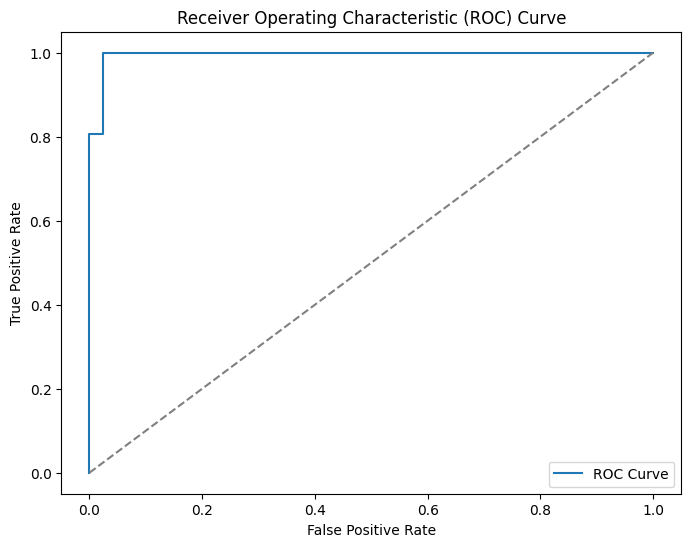 Receiver Operating Characteristic (ROC) Curve
True Positive Rate
1.0
0.8
0.6
0.4
0.2
0.0
0.0 0.2 0.4 0.6 0.8 1.0
False Positive Rate
ROC Curve